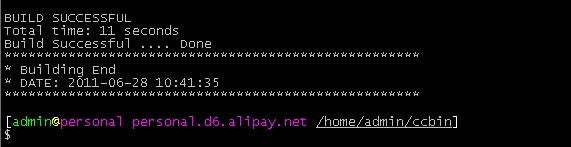 BUILD SUCCESSFUL
Total time: 11 seconds
Build Successful .... Done
****************************************************
* Building End
* DATE: 2011-06-28 10:41:35
****************************************************
[admin@personal personal.d6.alipay.net /home/admin/ccbin]
$